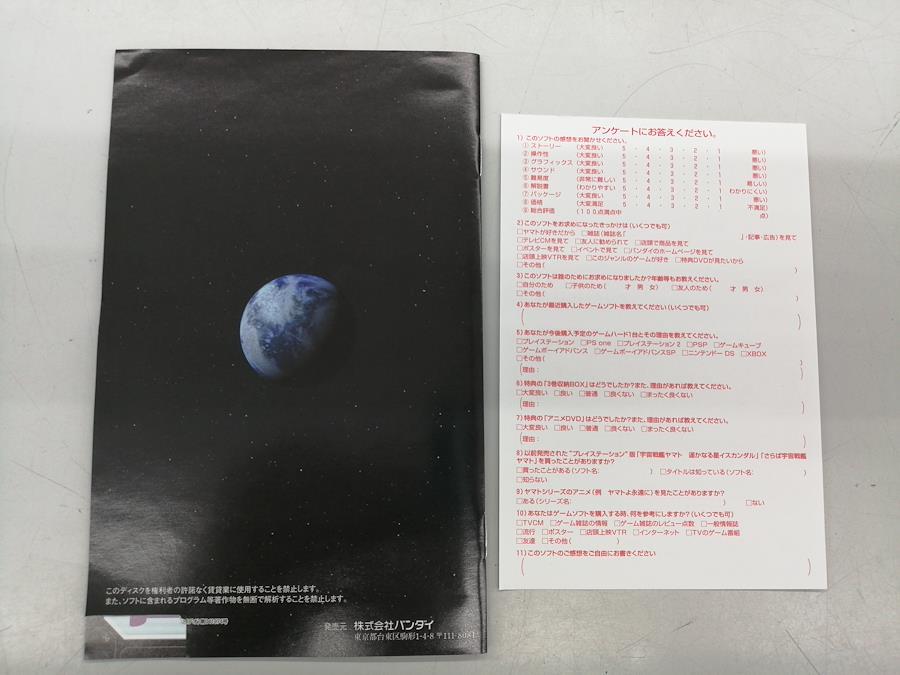 このディスクを権利者の許諾なく賃貸業に使用することを禁止します。
また、ソフトに含まれるプログラム等著作物を無断で解析することを禁止します。
発売元 株式会社バンダイ
東京都台東区駒形1-4-8 〒111-8081
アンケートにお答えください。
1) このソフトの感想をお聞かせください。
① ストーリー (大変良い 5・4・3・2・1 悪い)
② 操作性 (大変良い 5・4・3・2・1 悪い)
③ グラフィックス (大変良い 5・4・3・2・1 悪い)
④ サウンド (大変良い 5・4・3・2・1 悪い)
⑤ 難易度 (非常に難しい 5・4・3・2・1 易しい)
⑥ 解説書 (わかりやすい 5・4・3・2・1 わかりにくい)
⑦ パッケージ (大変良い 5・4・3・2・1 悪い)
⑧ 価格 (大変満足 5・4・3・2・1 不満足)
⑨ 総合評価 (100点満点中 点)
2) このソフトをお求めになったきっかけは (いくつでも可)
□ヤマトが好きだから □雑誌 (雑誌名「 」・記事・広告) を見て
□テレビCMを見て □友人に勧められて □店頭で商品を見て
□ポスターを見て □イベントで見て □バンダイのホームページを見て
□店頭上映VTRを見て □このジャンルのゲームが好き □特典DVDが見たいから
□その他 ( )
3) このソフトは誰のためにお求めになりましたか?年齢等もお教えください。
□自分のため □子供のため ( 才 男 女) □友人のため ( 才 男 女)
□その他 ( )
4) あなたが最近購入したゲームソフトを教えてください (いくつでも可)
( )
5) あなたが今後購入予定のゲームハード1台とその理由を教えてください。
□プレイステーション □PS one □プレイステーション 2 □PSP □ゲームキューブ
□ゲームボーイアドバンス □ゲームボーイアドバンスSP □ニンテンドー DS □XBOX
□その他 (
(理由: )
6) 特典の「3巻収納BOX」はどうでしたか?また、理由があれば教えてください。
□大変良い □良い □普通 □良くない □まったく良くない
(理由: )
7) 特典の「アニメDVD」はどうでしたか?また、理由があれば教えてください。
□大変良い □良い □普通 □良くない □まったく良くない
(理由: )
8) 以前発売された"プレイステーション"版「宇宙戦艦ヤマト 遥かなる星イスカンダル」「さらば宇宙戦艦
ヤマト」を買ったことがありますか?
□買ったことがある (ソフト名: ) □タイトルは知っている (ソフト名: )
□知らない
9) ヤマトシリーズのアニメ (例 ヤマトよ永遠に) を見たことがありますか?
□ある (シリーズ名: ) □ない
10) あなたはゲームソフトを購入する時、何を参考にしますか? (いくつでも可)
□TVCM □ゲーム雑誌の情報 □ゲーム雑誌のレビュー点数 □一般情報誌
□流行 □ポスター □店頭上映VTR □インターネット □TVのゲーム番組
□友達 □その他 ( )
11) このソフトのご感想をご自由にお書きください
( )